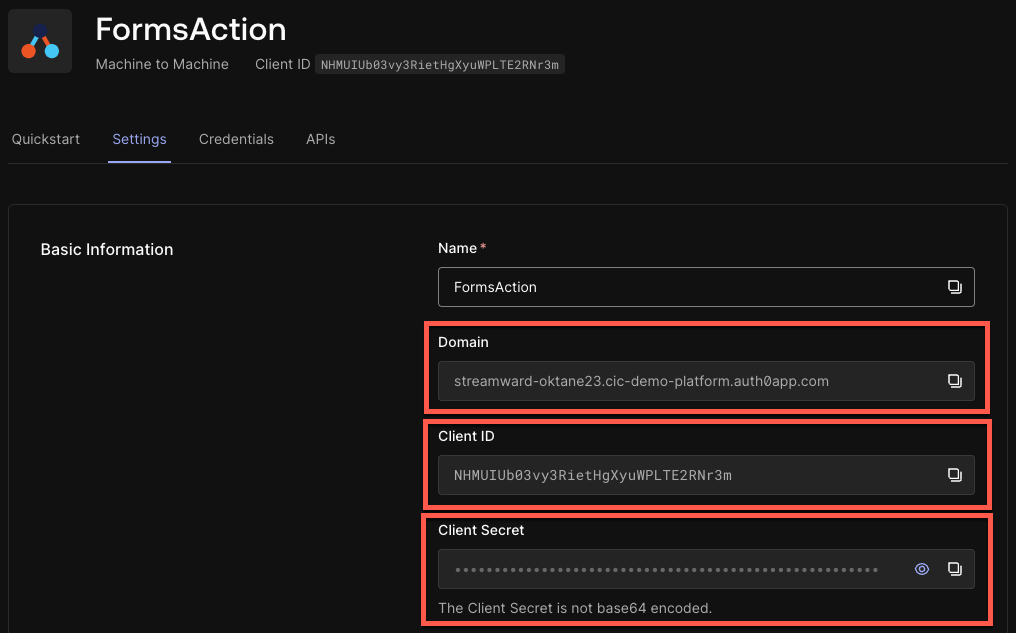 FormsAction
Machine to Machine Client ID NHMUIUb03vy3RietHgXyuWPLTE2RNr3m
Quickstart Settings Credentials APIs
Basic Information
Name*
FormsAction
Domain
streamward-oktane23.cic-demo-platform.auth0app.com
Client ID
NHMUIUb03vy3RietHgXyuWPLTE2RNr3m
Client Secret
The Client Secret is not base64 encoded.